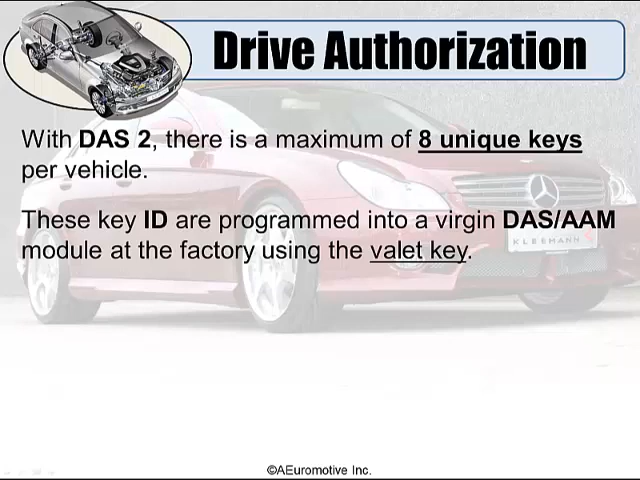 Drive Authorization
With DAS 2, there is a maximum of 8 unique keys
per vehicle.
These key ID are programmed into a virgin DAS/AAM
module at the factory using the valet key.
KLEEMANN
©AEuromotive Inc.